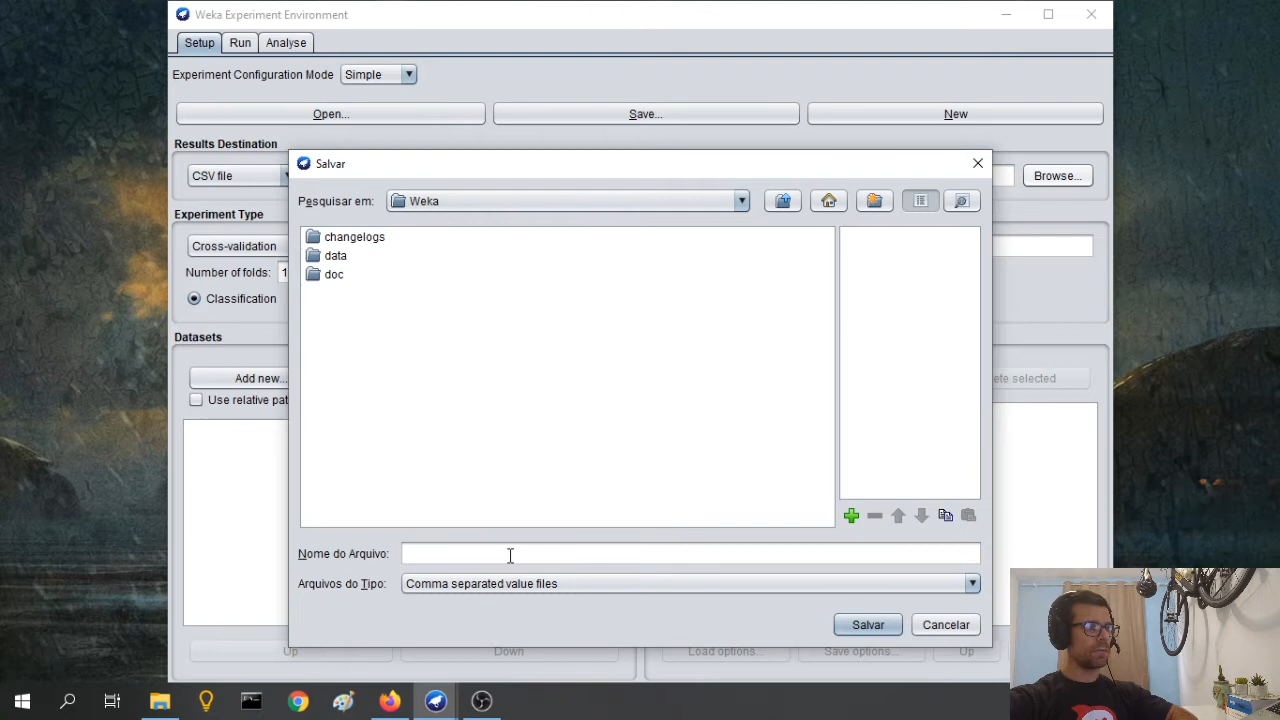 Weka Experiment Environment
Setup Run Analyse
Experiment Configuration Mode Simple
Open... Save... New
Results Destination
CSV file Browse...
Experiment Type
Cross-validation
Number of folds: 1
Classification
Datasets
Add new... ete selected
Use relative pat
Up Down Load options... Save options... Up
Salvar
Pesquisar em: Weka
changelogs
data
doc
Nome do Arquivo:
Arquivos do Tipo: Comma separated value files
Salvar Cancelar